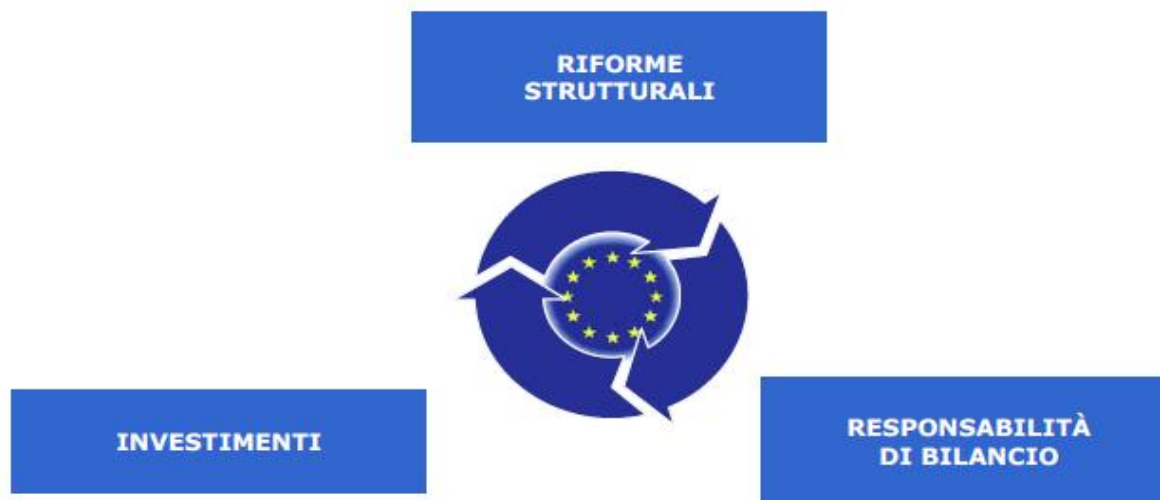 RIFORME
STRUTTURALI
INVESTIMENTI
RESPONSABILITÀ
DI BILANCIO